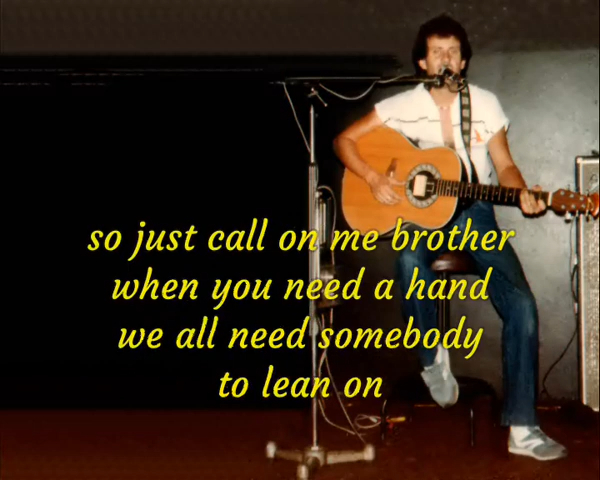 so just call on me brother
when you need a hand
we all need somebody
to lean on